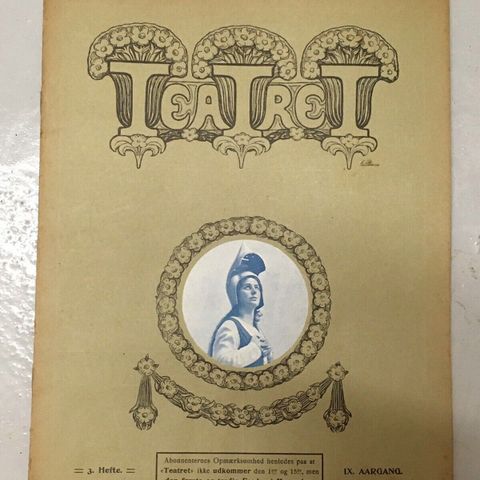 TEATRET
Abonnenternes Opmærksomhed henledes paa at
»Teatret« ikke udkommer den 1ste og 15de, men
3. Hefte.
IX. AARGANG.